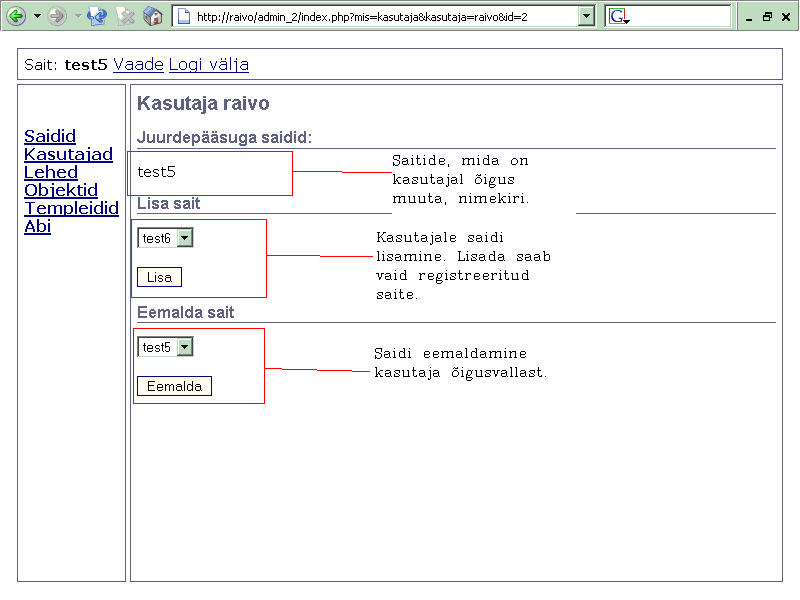 http://raivo/admin_2/index.php?mis=kasutaja&kasutaja=raivo&id=2
G
Sait: test5 Vaade Logi välja
Saidid
Kasutajad
Lehed
Objektid
Templeidid
Abi
Kasutaja raivo
Juurdepääsuga saidid:
test5
Saitide, mida on
kasutajal õigus
muuta, nimekiri.
Lisa sait
test6
Lisa
Kasutajale saidi
lisamine. Lisada saab
vaid registreeritud
saite.
Eemalda sait
test5
Eemalda
Saidi eemaldamine
kasutaja õigusvallast.